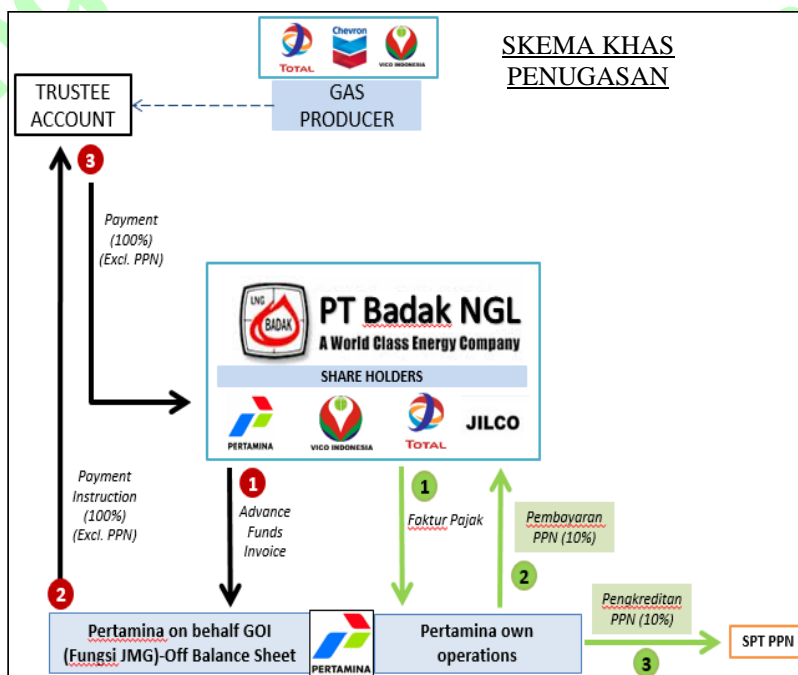 SKEMA KHAS
PENUGASAN
TOTAL
Chevron
VICO INDONESIA
TRUSTEE
ACCOUNT
GAS
PRODUCER
3
Payment
(100%)
(Excl. PPN)
LNG
BADAK
PT Badak NGL
A World Class Energy Company
SHARE HOLDERS
PERTAMINA
VICO INDONESIA
TOTAL
JILCO
Payment
Instruction
(100%)
(Excl. PPN)
1
Advance
Funds
Invoice
1
Faktur Pajak
Pembayaran
PPN (10%)
2
2
Pengkreditan
PPN (10%)
Pertamina on behalf GOI
(Fungsi JMG)-Off Balance Sheet
PERTAMINA
Pertamina own
operations
3
SPT PPN